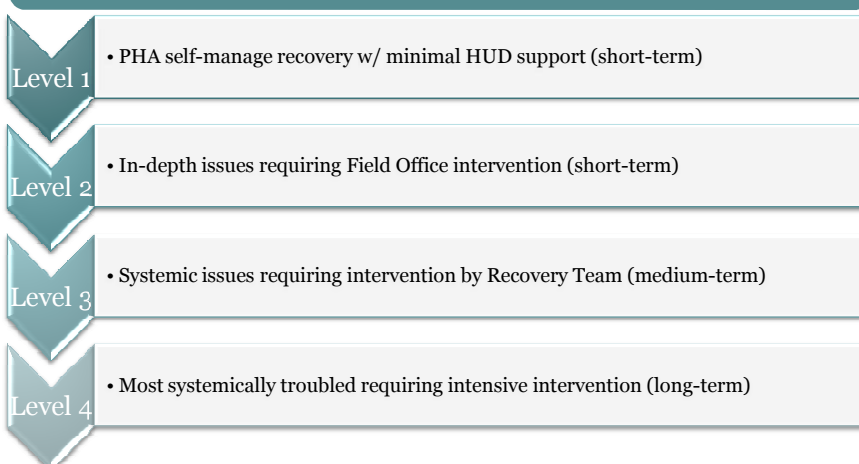 Level 1
• PHA self-manage recovery w/ minimal HUD support (short-term)
Level 2
• In-depth issues requiring Field Office intervention (short-term)
Level 3
• Systemic issues requiring intervention by Recovery Team (medium-term)
Level 4
• Most systemically troubled requiring intensive intervention (long-term)